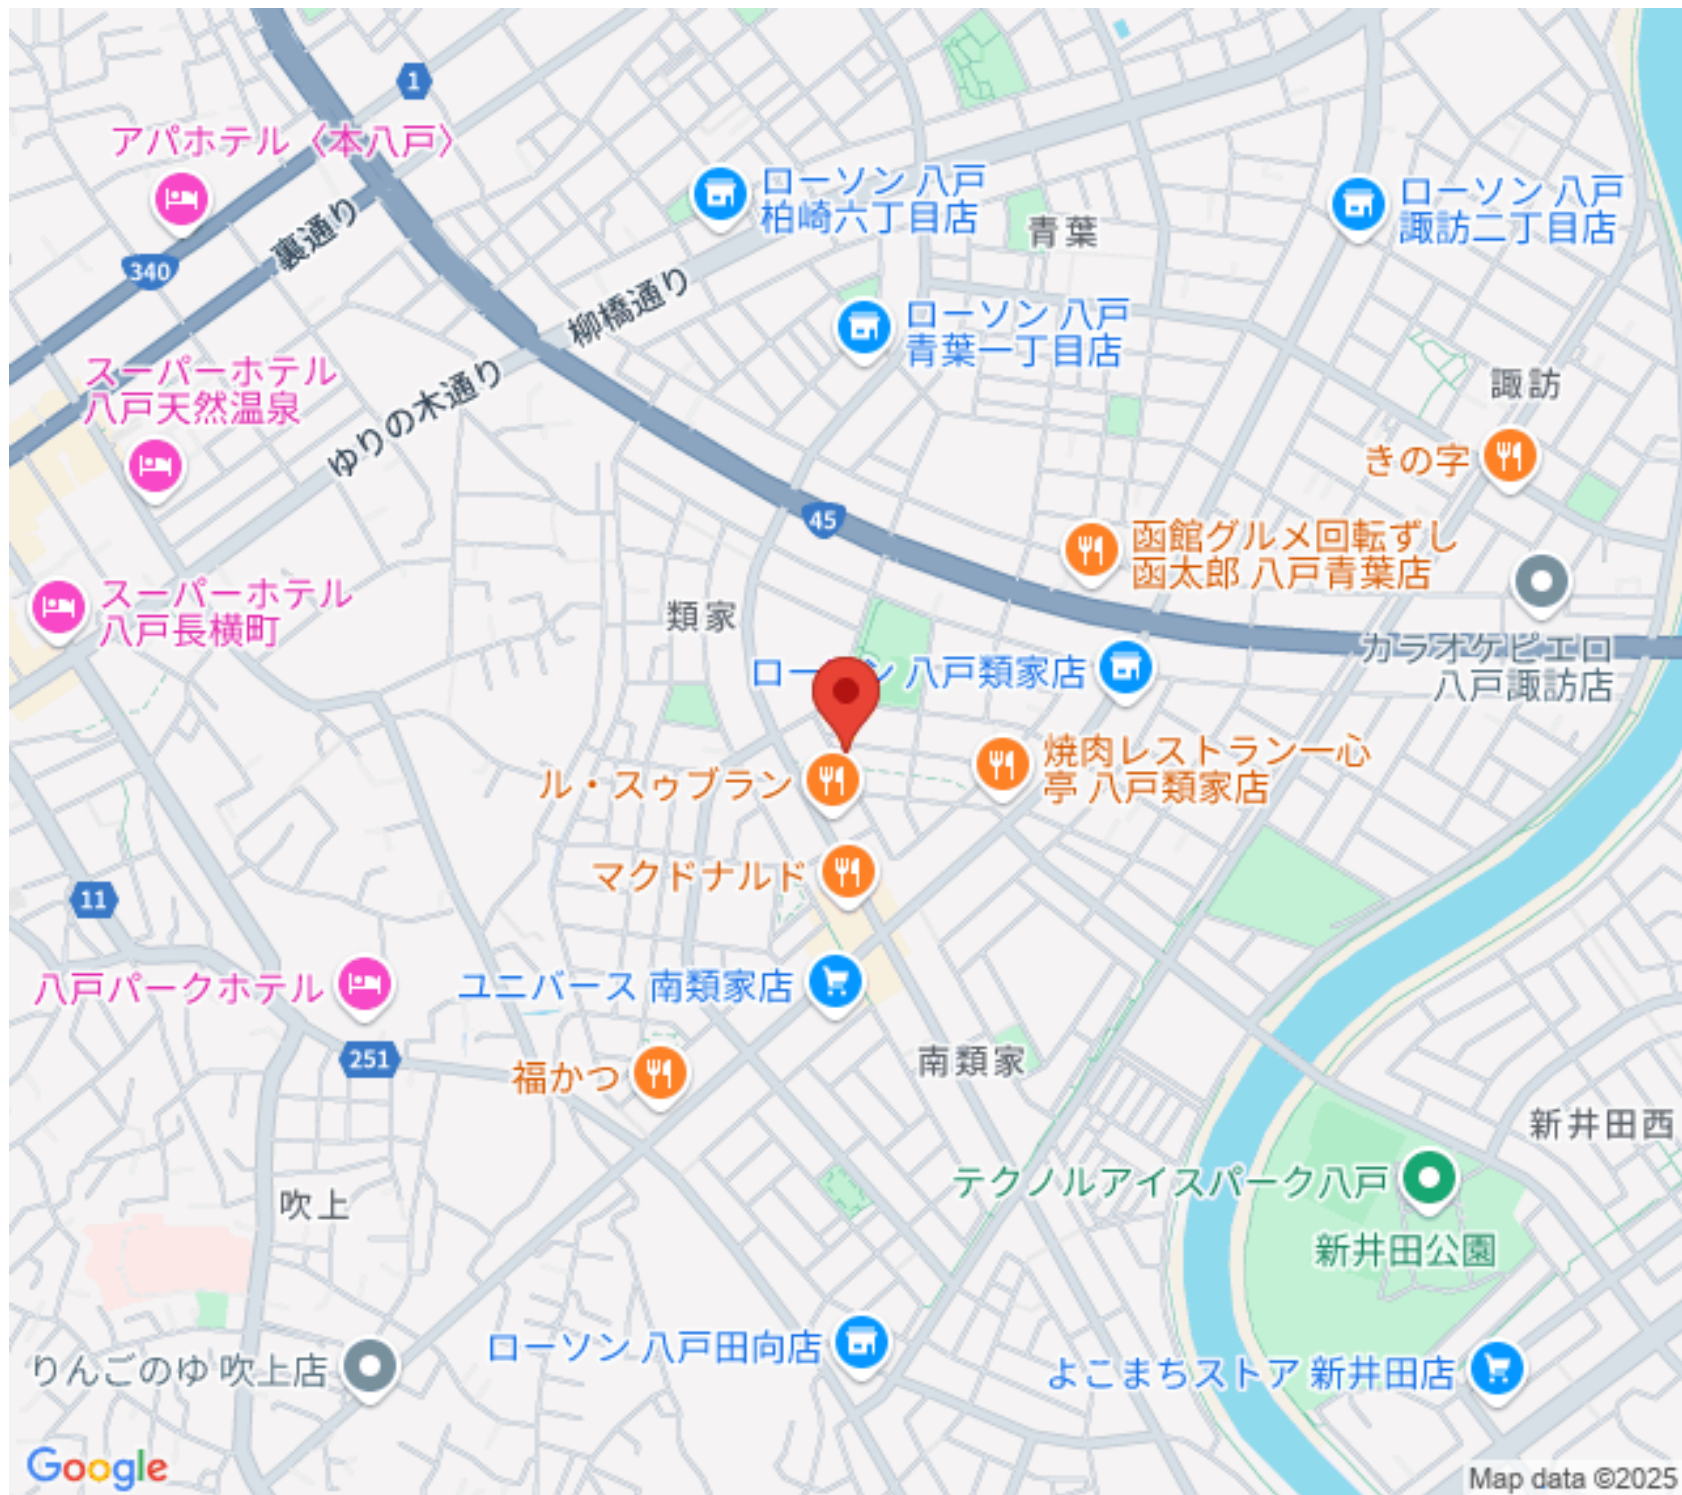 1
アパホテル〈本八戸〉
ローソン 八戸
柏崎六丁目店
ローソン 八戸
諏訪二丁目店
青葉
裏通り
340
柳橋通り
ローソン 八戸
青葉一丁目店
スーパーホテル
八戸天然温泉
ゆりの木通り
諏訪
きの字
45
函館グルメ回転ずし
函太郎 八戸青葉店
スーパーホテル
八戸長横町
類家
カラオケピエロ
八戸諏訪店
ローソン 八戸類家店
焼肉レストラン一心
亭 八戸類家店
ル・スゥブラン
マクドナルド
11
八戸パークホテル
ユニバース 南類家店
251
福かつ
南類家
新井田西
テクノルアイスパーク八戸
吹上
新井田公園
ローソン 八戸田向店
りんごのゆ 吹上店
よこまちストア 新井田店
Google
Map data ©2025